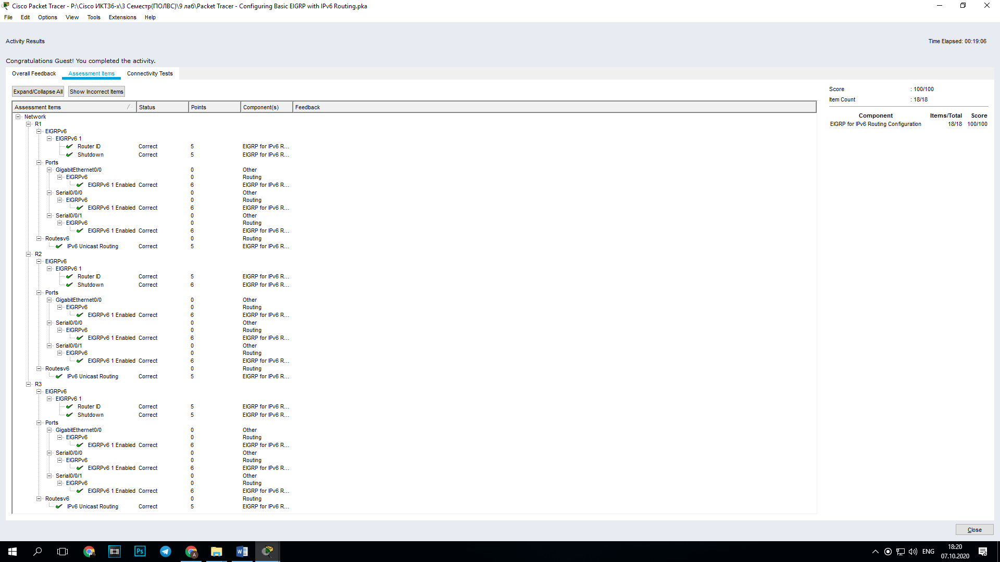 Cisco Packet Tracer - P:\Cisco ИКТЗ6-х\3 Семестр(ПОЛВС)\9 лаб\Packet Tracer - Configuring Basic EIGRP with IPv6 Routing.pka
File Edit Options View Tools Extensions Help
Activity Results
Time Elapsed: 00:19:06
Congratulations Guest! You completed the activity.
Overall Feedback Assessment Items Connectivity Tests
Expand/Collapse All Show Incorrect Items
Assessment Items Status Points Component(s) Feedback
Network
R1
EIGRPv6
EIGRPv6 1
Router ID Correct 5 EIGRP for IPv6 R...
Shutdown Correct 5 EIGRP for IPv6 R...
Ports
GigabitEthernet0/0 0 Other
EIGRPv6 0 Routing
EIGRPv6 1 Enabled Correct 6 EIGRP for IPv6 R...
Serial0/0/0 0 Other
EIGRPv6 0 Routing
EIGRPv6 1 Enabled Correct 6 EIGRP for IPv6 R...
Serial0/0/1 0 Other
EIGRPv6 0 Routing
EIGRPv6 1 Enabled Correct 6 EIGRP for IPv6 R...
Routesv6 0 Routing
IPv6 Unicast Routing Correct 5 EIGRP for IPv6 R...
R2
EIGRPv6
EIGRPv6 1
Router ID Correct 5 EIGRP for IPv6 R...
Shutdown Correct 6 EIGRP for IPv6 R...
Ports
GigabitEthernet0/0 0 Other
EIGRPv6 0 Routing
EIGRPv6 1 Enabled Correct 6 EIGRP for IPv6 R...
Serial0/0/0 0 Other
EIGRPv6 0 Routing
EIGRPv6 1 Enabled Correct 6 EIGRP for IPv6 R...
Serial0/0/1 0 Other
EIGRPv6 0 Routing
EIGRPv6 1 Enabled Correct 6 EIGRP for IPv6 R...
Routesv6 0 Routing
IPv6 Unicast Routing Correct 5 EIGRP for IPv6 R...
R3
EIGRPv6
EIGRPv6 1
Router ID Correct 5 EIGRP for IPv6 R...
Shutdown Correct 5 EIGRP for IPv6 R...
Ports
GigabitEthernet0/0 0 Other
EIGRPv6 0 Routing
EIGRPv6 1 Enabled Correct 6 EIGRP for IPv6 R...
Serial0/0/0 0 Other
EIGRPv6 0 Routing
EIGRPv6 1 Enabled Correct 6 EIGRP for IPv6 R...
Serial0/0/1 0 Other
EIGRPv6 0 Routing
EIGRPv6 1 Enabled Correct 6 EIGRP for IPv6 R...
Routesv6 0 Routing
IPv6 Unicast Routing Correct 5 EIGRP for IPv6 R...
Score : 100/100
Item Count : 18/18
Component Items/Total Score
EIGRP for IPv6 Routing Configuration 18/18 100/100
Close
Ps
A
W
ENG
18:20
07.10.2020